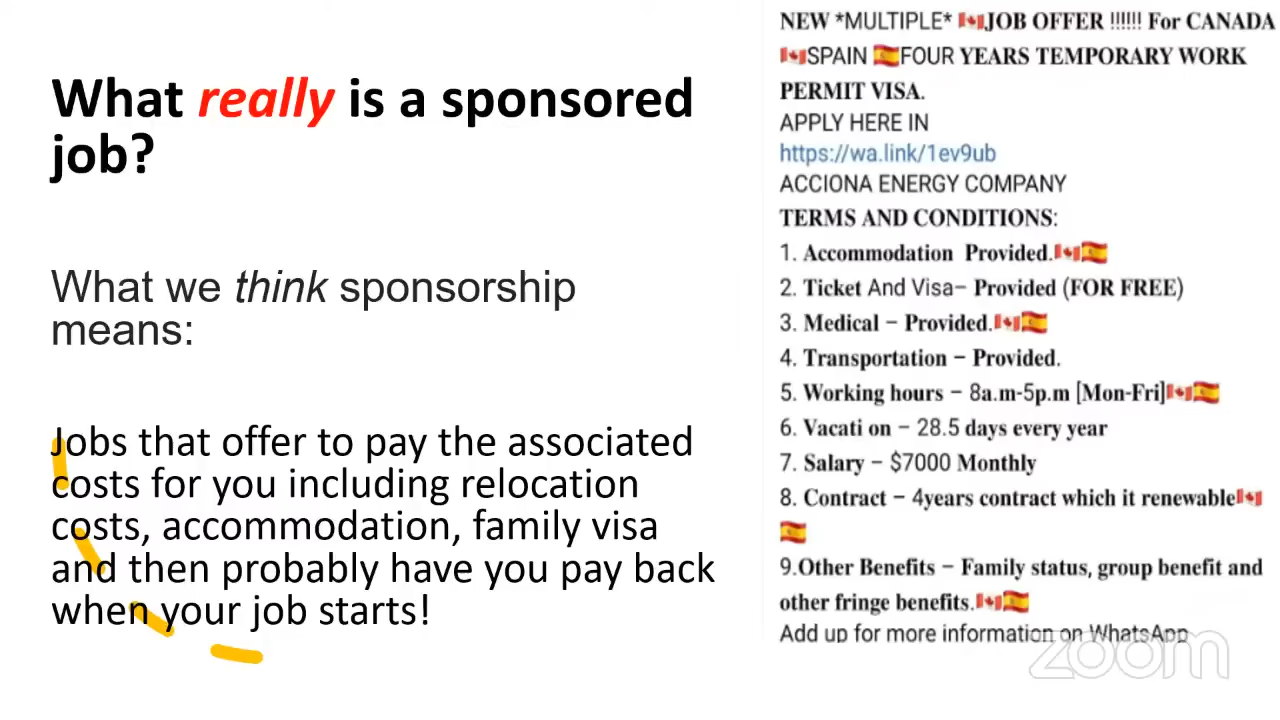 What really is a sponsored
job?
What we think sponsorship
means:
Jobs that offer to pay the associated
costs for you including relocation
costs, accommodation, family visa
and then probably have you pay back
when your job starts!
NEW *MULTIPLE* 🇨🇦JOB OFFER !!!!!! For CANADA
🇨🇦SPAIN 🇪🇸FOUR YEARS TEMPORARY WORK
PERMIT VISA.
APPLY HERE IN
https://wa.link/1ev9ub
ACCIONA ENERGY COMPANY
TERMS AND CONDITIONS:
1. Accommodation Provided.🇨🇦🇪🇸
2. Ticket And Visa– Provided (FOR FREE)
3. Medical – Provided.🇨🇦🇪🇸
4. Transportation – Provided.
5. Working hours – 8a.m-5p.m [Mon-Fri]🇨🇦🇪🇸
6. Vacati on – 28.5 days every year
7. Salary – $7000 Monthly
8. Contract – 4years contract which it renewable🇨🇦
🇪🇸
9.Other Benefits – Family status, group benefit and
other fringe benefits.🇨🇦🇪🇸
Add up for more information on WhatsApp
zoom